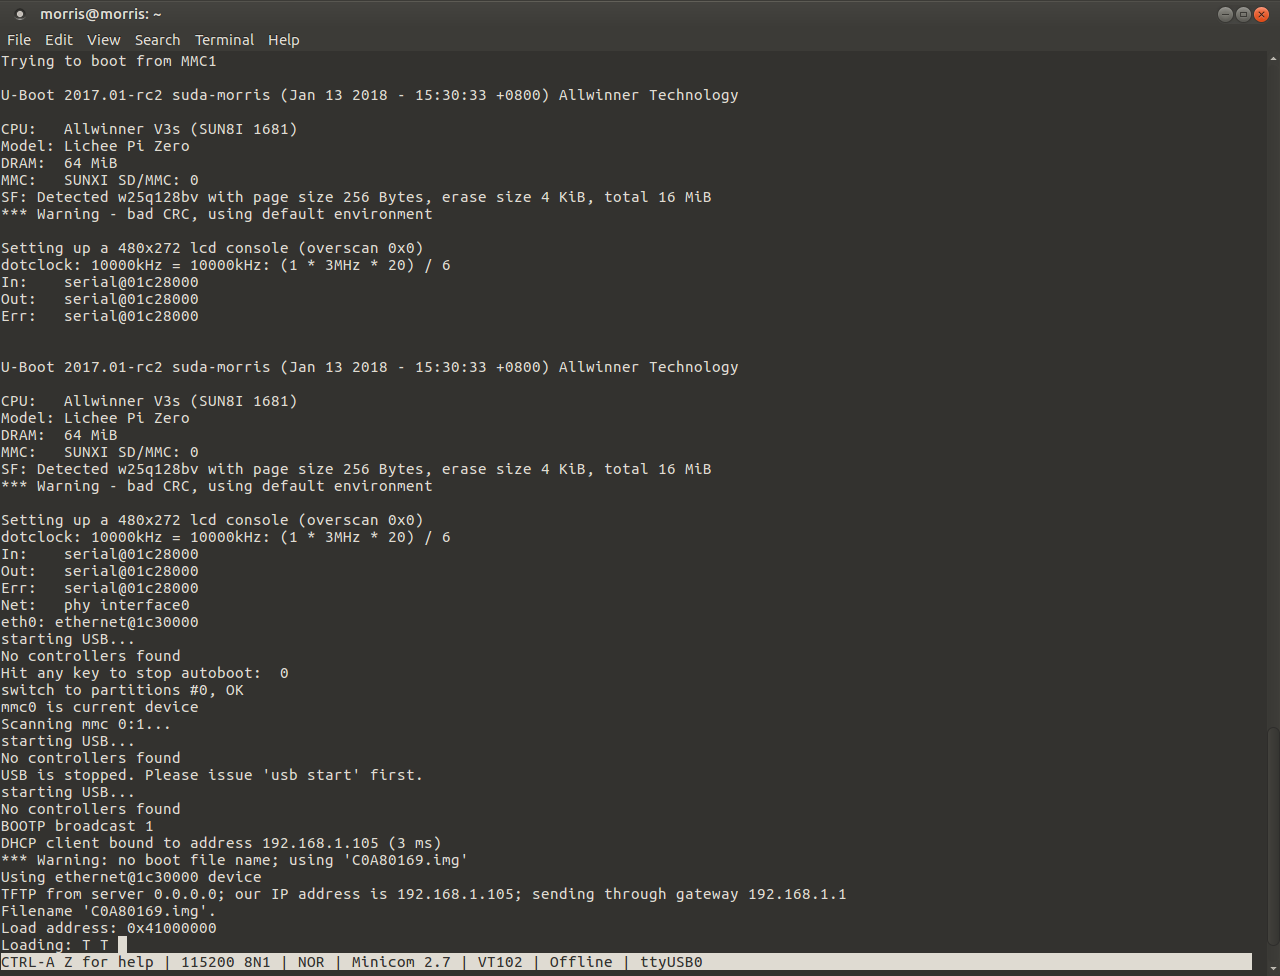 morris@morris: ~
File Edit View Search Terminal Help
Trying to boot from MMC1
U-Boot 2017.01-rc2 suda-morris (Jan 13 2018 - 15:30:33 +0800) Allwinner Technology
CPU:   Allwinner V3s (SUN8I 1681)
Model: Lichee Pi Zero
DRAM:  64 MiB
MMC:   SUNXI SD/MMC: 0
SF: Detected w25q128bv with page size 256 Bytes, erase size 4 KiB, total 16 MiB
*** Warning - bad CRC, using default environment
Setting up a 480x272 lcd console (overscan 0x0)
dotclock: 10000kHz = 10000kHz: (1 * 3MHz * 20) / 6
In:    serial@01c28000
Out:   serial@01c28000
Err:   serial@01c28000
U-Boot 2017.01-rc2 suda-morris (Jan 13 2018 - 15:30:33 +0800) Allwinner Technology
CPU:   Allwinner V3s (SUN8I 1681)
Model: Lichee Pi Zero
DRAM:  64 MiB
MMC:   SUNXI SD/MMC: 0
SF: Detected w25q128bv with page size 256 Bytes, erase size 4 KiB, total 16 MiB
*** Warning - bad CRC, using default environment
Setting up a 480x272 lcd console (overscan 0x0)
dotclock: 10000kHz = 10000kHz: (1 * 3MHz * 20) / 6
In:    serial@01c28000
Out:   serial@01c28000
Err:   serial@01c28000
Net:   phy interface0
eth0: ethernet@1c30000
starting USB...
No controllers found
Hit any key to stop autoboot:  0
switch to partitions #0, OK
mmc0 is current device
Scanning mmc 0:1...
starting USB...
No controllers found
USB is stopped. Please issue 'usb start' first.
starting USB...
No controllers found
BOOTP broadcast 1
DHCP client bound to address 192.168.1.105 (3 ms)
*** Warning: no boot file name; using 'C0A80169.img'
Using ethernet@1c30000 device
TFTP from server 0.0.0.0; our IP address is 192.168.1.105; sending through gateway 192.168.1.1
Filename 'C0A80169.img'.
Load address: 0x41000000
Loading: T T
CTRL-A Z for help | 115200 8N1 | NOR | Minicom 2.7 | VT102 | Offline | ttyUSB0